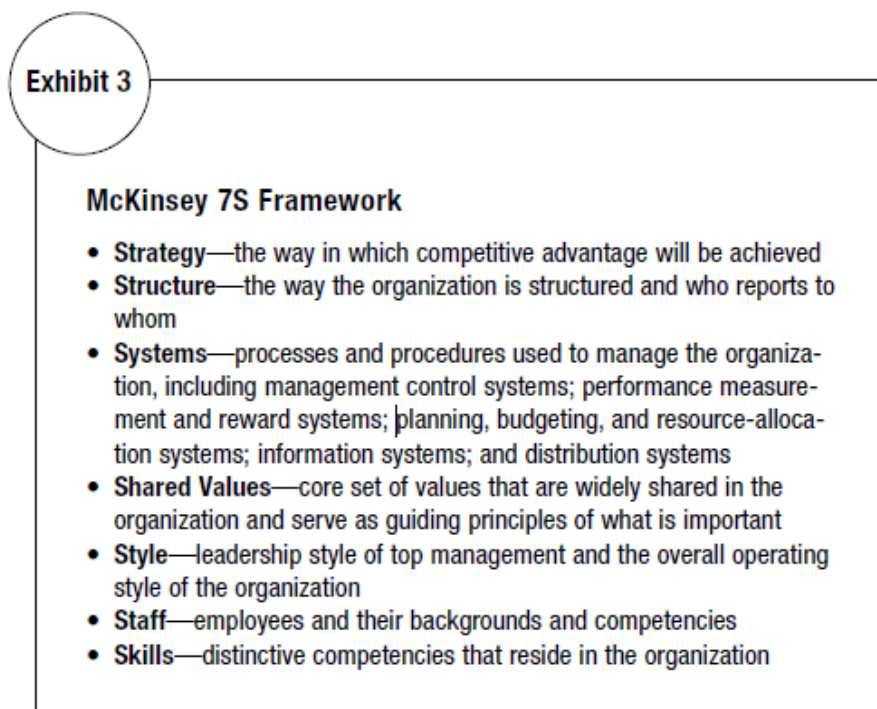 Exhibit 3
McKinsey 7S Framework
• Strategy—the way in which competitive advantage will be achieved
• Structure—the way the organization is structured and who reports to
whom
• Systems—processes and procedures used to manage the organiza-
tion, including management control systems; performance measure-
ment and reward systems; planning, budgeting, and resource-alloca-
tion systems; information systems; and distribution systems
• Shared Values—core set of values that are widely shared in the
organization and serve as guiding principles of what is important
• Style—leadership style of top management and the overall operating
style of the organization
• Staff—employees and their backgrounds and competencies
• Skills—distinctive competencies that reside in the organization